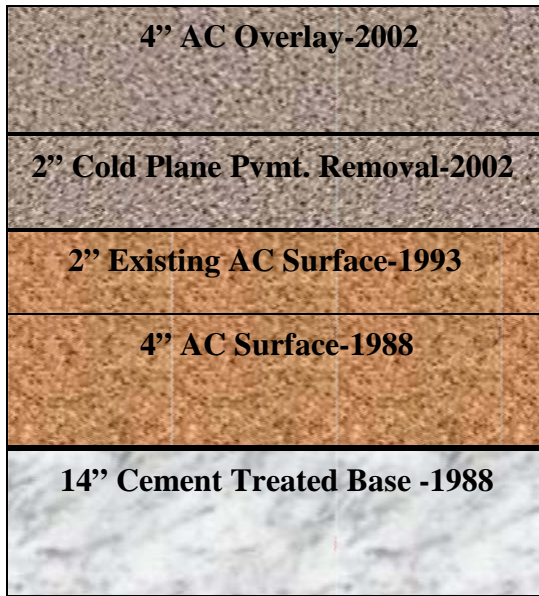 4” AC Overlay-2002
2” Cold Plane Pvmt. Removal-2002
2” Existing AC Surface-1993
4” AC Surface-1988
14” Cement Treated Base -1988